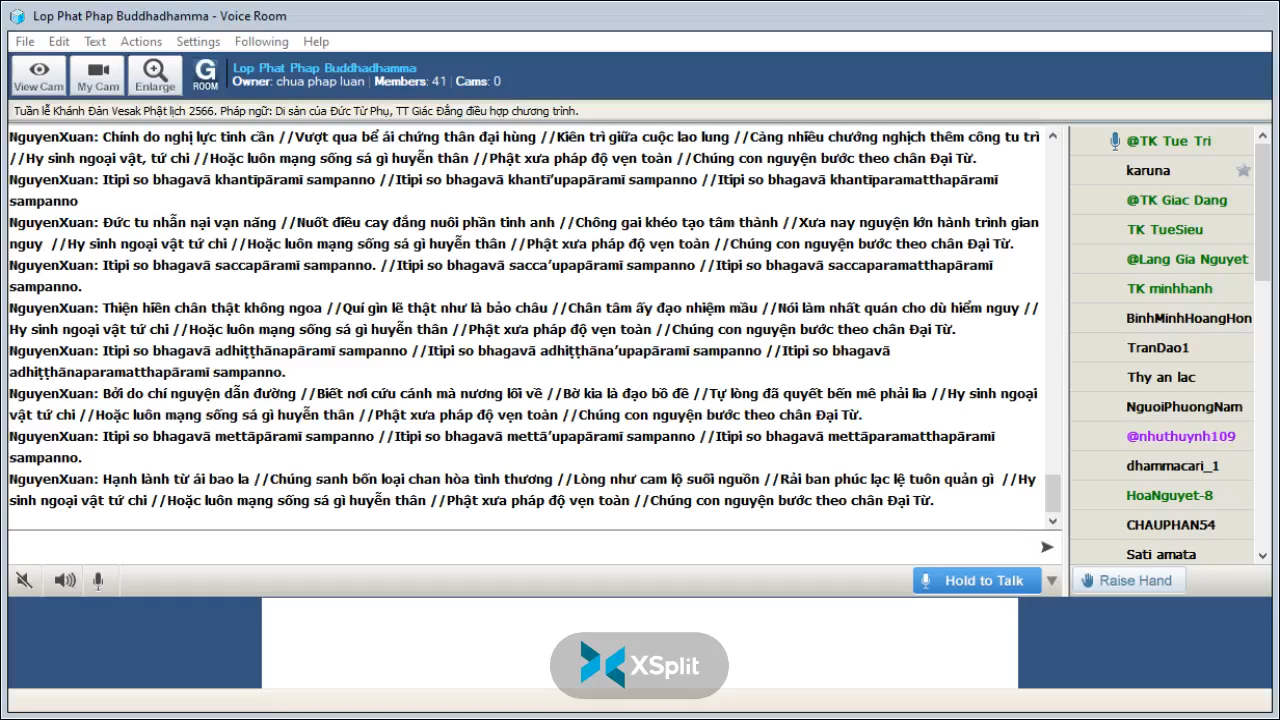 Lop Phat Phap Buddhadhamma - Voice Room
File Edit Text Actions Settings Following Help
View Cam My Cam Enlarge G ROOM
Lop Phat Phap Buddhadhamma
Owner: chua phap luan | Members: 41 | Cams: 0
Tuần lễ Khánh Đản Vesak Phật lịch 2566. Pháp ngữ: Di sản của Đức Từ Phụ, TT Giác Đẳng điều hợp chương trình.
NguyenXuan: Chính do nghị lực tinh cần //Vượt qua bể ái chứng thân đại hùng //Kiên trì giữa cuộc lao lung //Càng nhiều chướng nghịch thêm công tu trì
//Hy sinh ngoại vật, tứ chi //Hoặc luôn mạng sống sá gì huyễn thân //Phật xưa pháp độ vẹn toàn //Chúng con nguyện bước theo chân Đại Từ.
NguyenXuan: Itipi so bhagavā khantīpāramī sampanno //Itipi so bhagavā khantī'upapāramī sampanno //Itipi so bhagavā khantīparamatthapāramī
sampanno
NguyenXuan: Đức tu nhẫn nại vạn năng //Nuốt điều cay đắng nuôi phần tinh anh //Chông gai khéo tạo tâm thành //Xưa nay nguyện lớn hành trình gian
nguy //Hy sinh ngoại vật tứ chi //Hoặc luôn mạng sống sá gì huyễn thân //Phật xưa pháp độ vẹn toàn //Chúng con nguyện bước theo chân Đại Từ.
NguyenXuan: Itipi so bhagavā saccapāramī sampanno. //Itipi so bhagavā sacca'upapāramī sampanno //Itipi so bhagavā saccaparamatthapāramī
sampanno.
NguyenXuan: Thiện hiền chân thật không ngoa //Quí gìn lẽ thật như là bảo châu //Chân tâm ấy đạo nhiệm mầu //Nói làm nhất quán cho dù hiểm nguy //
Hy sinh ngoại vật tứ chi //Hoặc luôn mạng sống sá gì huyễn thân //Phật xưa pháp độ vẹn toàn //Chúng con nguyện bước theo chân Đại Từ.
NguyenXuan: Itipi so bhagavā adhiṭṭhānapāramī sampanno //Itipi so bhagavā adhiṭṭhāna'upapāramī sampanno //Itipi so bhagavā
adhiṭṭhānaparamatthapāramī sampanno.
NguyenXuan: Bởi do chí nguyện dẫn đường //Biết nơi cứu cánh mà nương lối về //Bờ kia là đạo bồ đề //Tự lòng đã quyết bến mê phải lìa //Hy sinh ngoại
vật tứ chi //Hoặc luôn mạng sống sá gì huyễn thân //Phật xưa pháp độ vẹn toàn //Chúng con nguyện bước theo chân Đại Từ.
NguyenXuan: Itipi so bhagavā mettāpāramī sampanno //Itipi so bhagavā mettā'upapāramī sampanno //Itipi so bhagavā mettāparamatthapāramī
sampanno.
NguyenXuan: Hạnh lành từ ái bao la //Chúng sanh bốn loại chan hòa tình thương //Lòng như cam lộ suối nguồn //Rải ban phúc lạc lệ tuôn quản gì //Hy
sinh ngoại vật tứ chi //Hoặc luôn mạng sống sá gì huyễn thân //Phật xưa pháp độ vẹn toàn //Chúng con nguyện bước theo chân Đại Từ.
@TK Tue Tri
karuna
@TK Giac Dang
TK TueSieu
@Lang Gia Nguyet
TK minhhanh
BinhMinhHoangHon
TranDao1
Thy an lac
NguoiPhuongNam
@nhuthuynh109
dhammacari_1
HoaNguyet-8
CHAUPHAN54
Sati amata
Hold to Talk
Raise Hand
XSplit